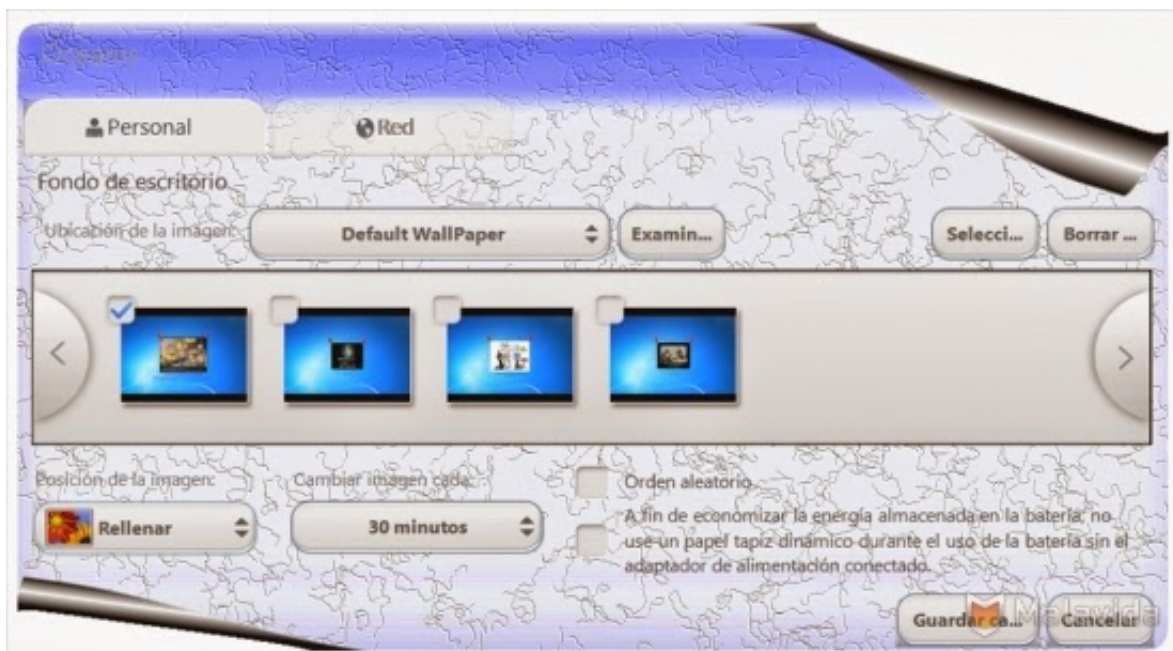 Oceanis
Personal
Red
Fondo de escritorio
Ubicación de la imagen:
Default WallPaper
Examin...
Selecci...
Borrar ...
Posición de la imagen:
Cambiar imagen cada:
Orden aleatorio
Rellenar
30 minutos
A fin de economizar la energía almacenada en la batería, no
use un papel tapiz dinámico durante el uso de la batería sin el
adaptador de alimentación conectado.
Guardar ca...
Cancelar
Malavida